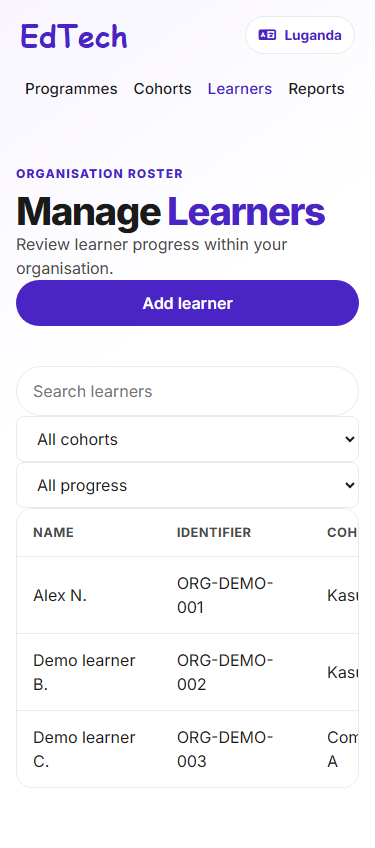 EdTech
Luganda
Programmes Cohorts Learners Reports
ORGANISATION ROSTER
Manage Learners
Review learner progress within your
organisation.
Add learner
Search learners
All cohorts
All progress
NAME IDENTIFIER
Alex N. ORG-DEMO-
001
Demo learner ORG-DEMO-
B. 002
Demo learner ORG-DEMO-
C. 003
A